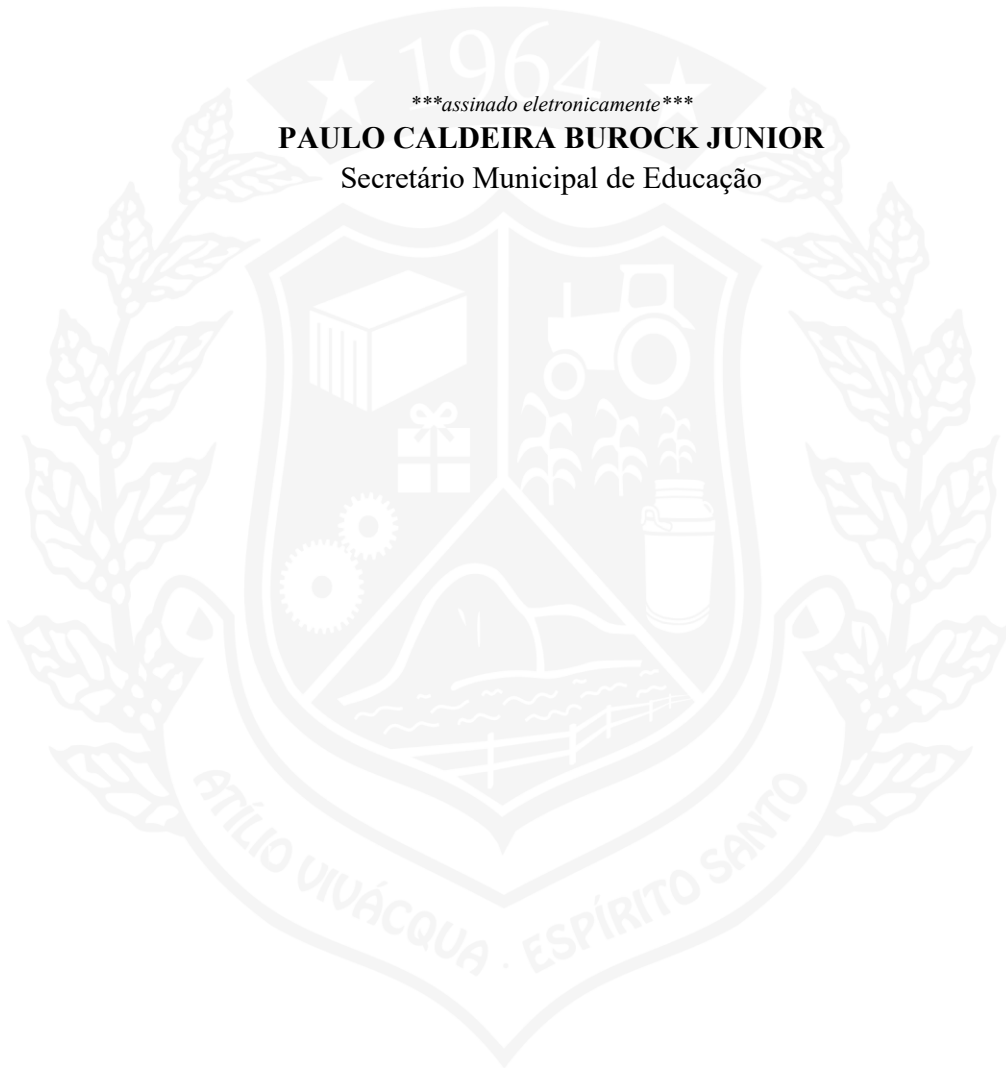 1964
***assinado eletronicamente***
PAULO CALDEIRA BUROCK JUNIOR
Secretário Municipal de Educação
ATÍLIO VIVÁCQUA . ESPÍRITO SANTO